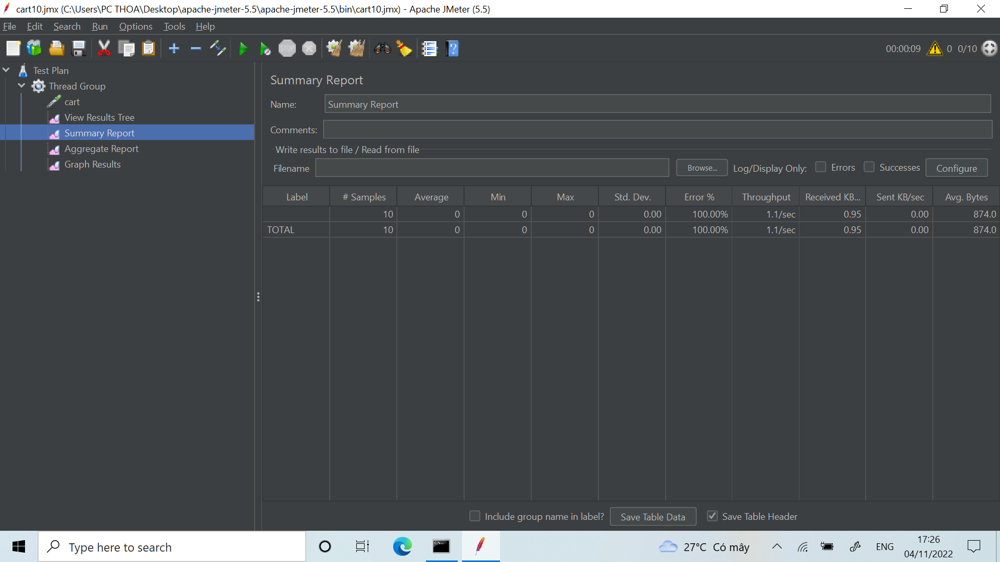 cart10.jmx (C:\Users\PC THOA\Desktop\apache-jmeter-5.5\apache-jmeter-5.5\bin\cart10.jmx) - Apache JMeter (5.5)
File Edit Search Run Options Tools Help
STOP
00:00:09 0 0/10
Test Plan
Thread Group
cart
View Results Tree
Summary Report
Aggregate Report
Graph Results
Summary Report
Name: Summary Report
Comments:
Write results to file / Read from file
Filename Browse... Log/Display Only: Errors Successes Configure
Label # Samples Average Min Max Std. Dev. Error % Throughput Received KB... Sent KB/sec Avg. Bytes
10 0 0 0 0.00 100.00% 1.1/sec 0.95 0.00 874.0
TOTAL 10 0 0 0 0.00 100.00% 1.1/sec 0.95 0.00 874.0
Include group name in label? Save Table Data Save Table Header
Type here to search
27°C Có mây
ENG
17:26
04/11/2022